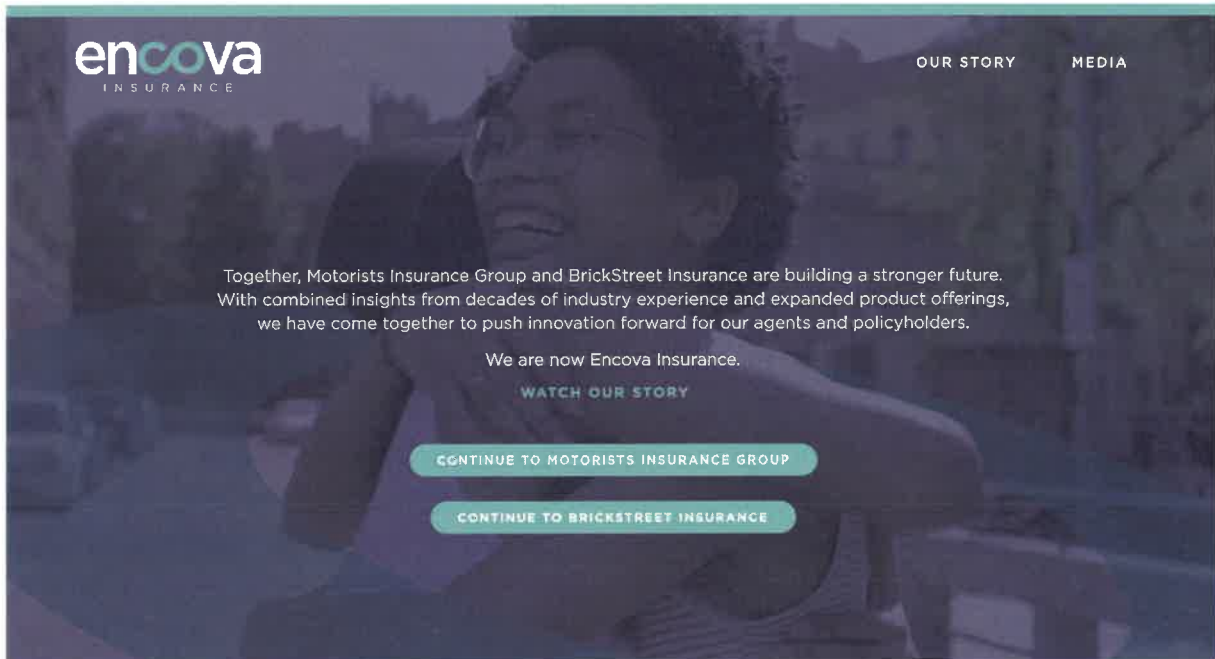 encova
INSURANCE
OUR STORY
MEDIA
Together, Motorists Insurance Group and BrickStreet Insurance are building a stronger future.
With combined insights from decades of industry experience and expanded product offerings,
we have come together to push innovation forward for our agents and policyholders.
We are now Encova Insurance.
WATCH OUR STORY
CONTINUE TO MOTORISTS INSURANCE GROUP
CONTINUE TO BRICKSTREET INSURANCE